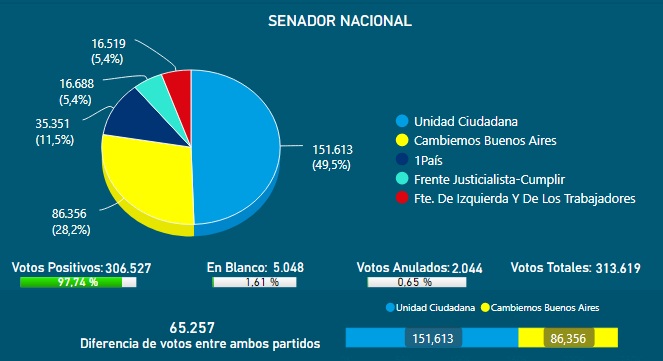 SENADOR NACIONAL
16.519
(5,4%)
16.688
(5,4%)
35.351
(11,5%)
86.356
(28,2%)
151.613
(49,5%)
Unidad Ciudadana
Cambiemos Buenos Aires
1País
Frente Justicialista-Cumplir
Fte. De Izquierda Y De Los Trabajadores
Votos Positivos: 306.527
97,74 %
En Blanco: 5.048
1,61 %
Votos Anulados: 2.044
0,65 %
Votos Totales: 313.619
65.257
Diferencia de votos entre ambos partidos
Unidad Ciudadana Cambiemos Buenos Aires
151,613 86,356